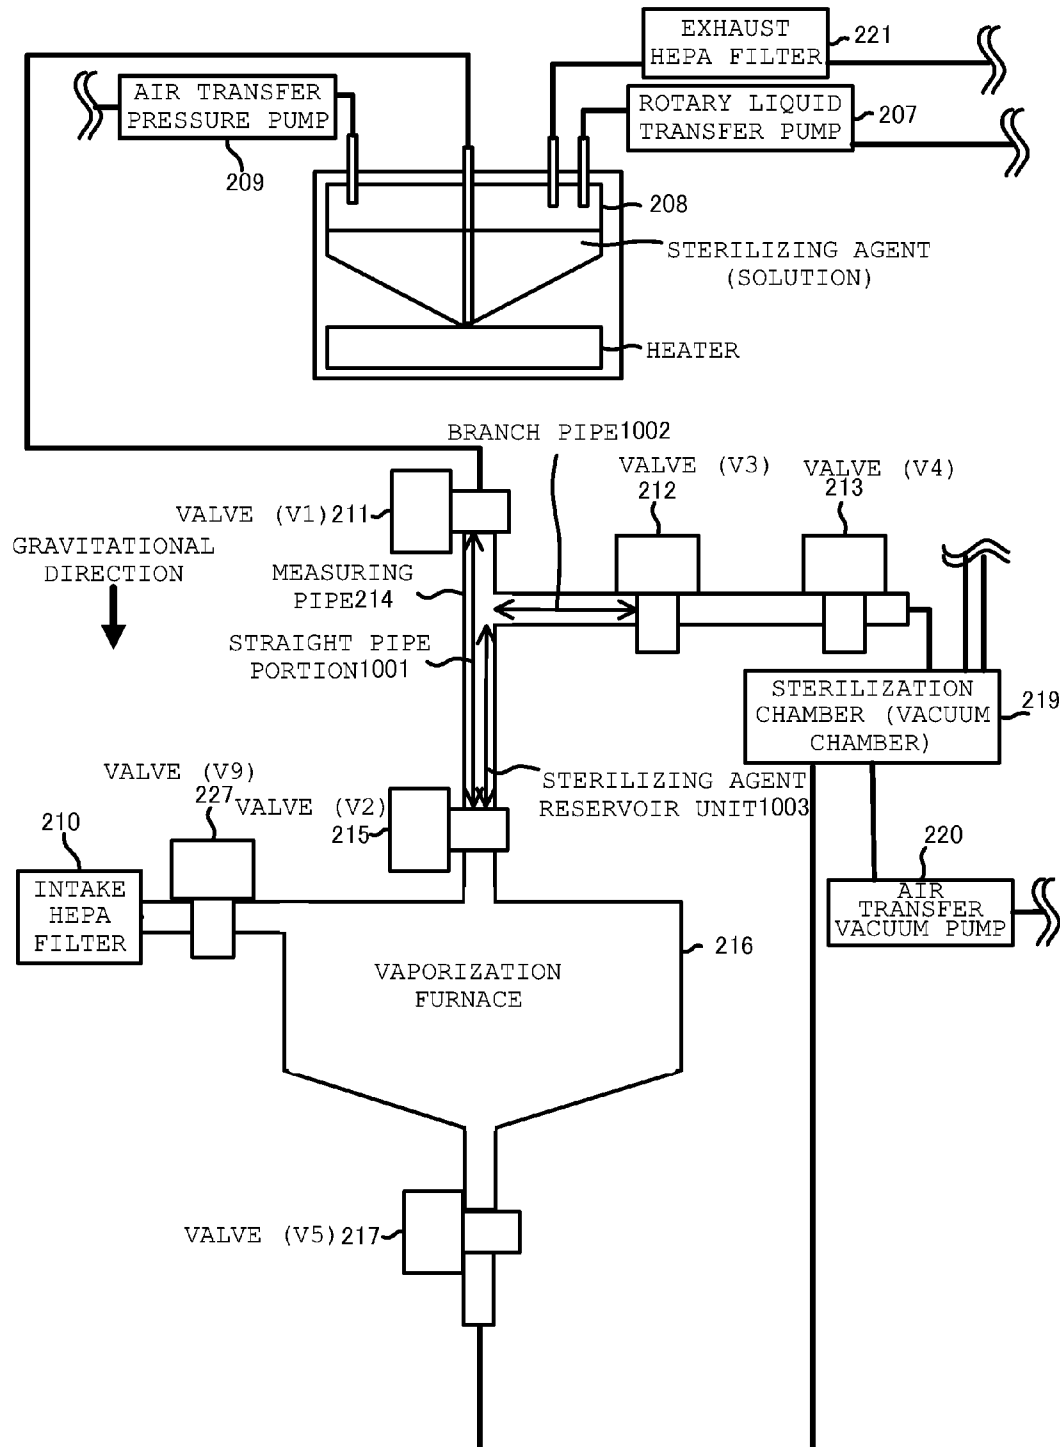 EXHAUST
HEPA FILTER
221
AIR TRANSFER
PRESSURE PUMP
209
ROTARY LIQUID
TRANSFER PUMP
207
208
STERILIZING AGENT
(SOLUTION)
HEATER
BRANCH PIPE1002
VALVE (V3)
212
VALVE (V4)
213
VALVE (V1)211
GRAVITATIONAL
DIRECTION
MEASURING
PIPE214
STRAIGHT PIPE
PORTION1001
STERILIZATION
CHAMBER (VACUUM
CHAMBER)
219
STERILIZING AGENT
RESERVOIR UNIT1003
VALVE (V9)
227
VALVE (V2)
215
210
INTAKE
HEPA
FILTER
220
AIR
TRANSFER
VACUUM PUMP
216
VAPORIZATION
FURNACE
VALVE (V5)217